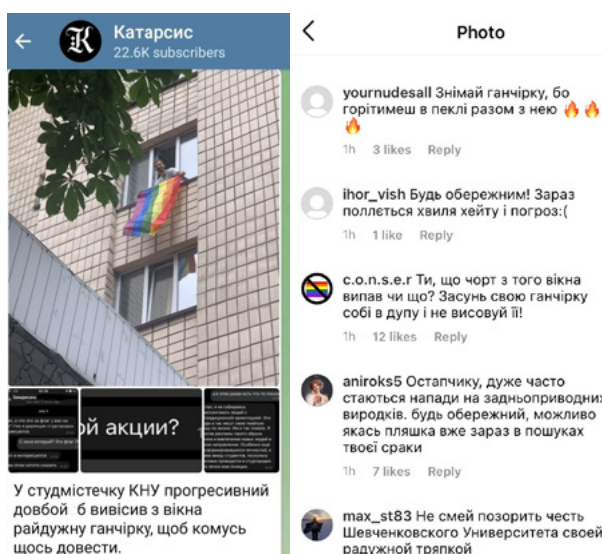 Катарсис
22.6K subscribers
ой акции?
У студмістечку КНУ прогресивний
довбой б вивісив з вікна
райдужну ганчірку, щоб комусь
щось довести.
Photo
yournudesall Знімай ганчірку, бо
горітимеш в пеклі разом з нею 🔥🔥
🔥
1h 3 likes Reply
ihor_vish Будь обережним! Зараз
поллється хвиля хейту і погроз:(
1h 1 like Reply
c.o.n.s.e.r Ти, що чорт з того вікна
випав чи що? Засунь свою ганчірку
собі в дупу і не висовуй її!
1h 12 likes Reply
aniroks5 Остапчику, дуже часто
стаються напади на задньоприводних
виродків. будь обережний, можливо
якась пляшка вже зараз в пошуках
твоєї сраки
1h 7 likes Reply
max_st83 Не смей позорить честь
Шевченковского Университета своей
радужной тряпкой